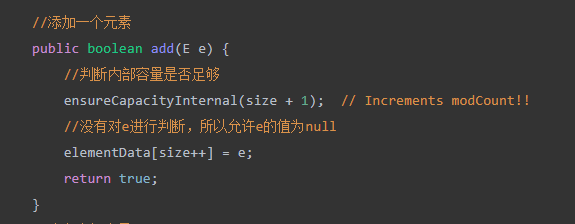 //添加一个元素
public boolean add(E e) {
//判断内部容量是否足够
ensureCapacityInternal(size + 1);  // Increments modCount!!
//没有对e进行判断，所以允许e的值为null
elementData[size++] = e;
return true;
}